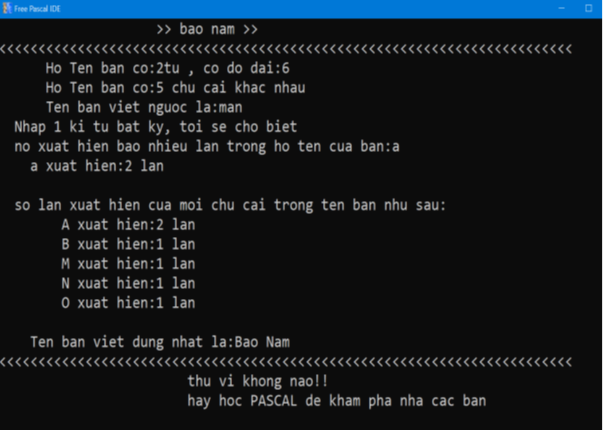 Free Pascal IDE
>> bao nam >>
<<<<<<<<<<<<<<<<<<<<<<<<<<<<<<<<<<<<<<<<<<<<<<<<<<<<<<<<<<<<<<<<<<<<<<<<
Ho Ten ban co:2tu , co do dai:6
Ho Ten ban co:5 chu cai khac nhau
Ten ban viet nguoc la:man
Nhap 1 ki tu bat ky, toi se cho biet
no xuat hien bao nhieu lan trong ho ten cua ban:a
a xuat hien:2 lan
so lan xuat hien cua moi chu cai trong ten ban nhu sau:
A xuat hien:2 lan
B xuat hien:1 lan
M xuat hien:1 lan
N xuat hien:1 lan
O xuat hien:1 lan
Ten ban viet dung nhat la:Bao Nam
<<<<<<<<<<<<<<<<<<<<<<<<<<<<<<<<<<<<<<<<<<<<<<<<<<<<<<<<<<<<<<<<<<<<<<<<
thu vi khong nao!!
hay hoc PASCAL de kham pha nha cac ban